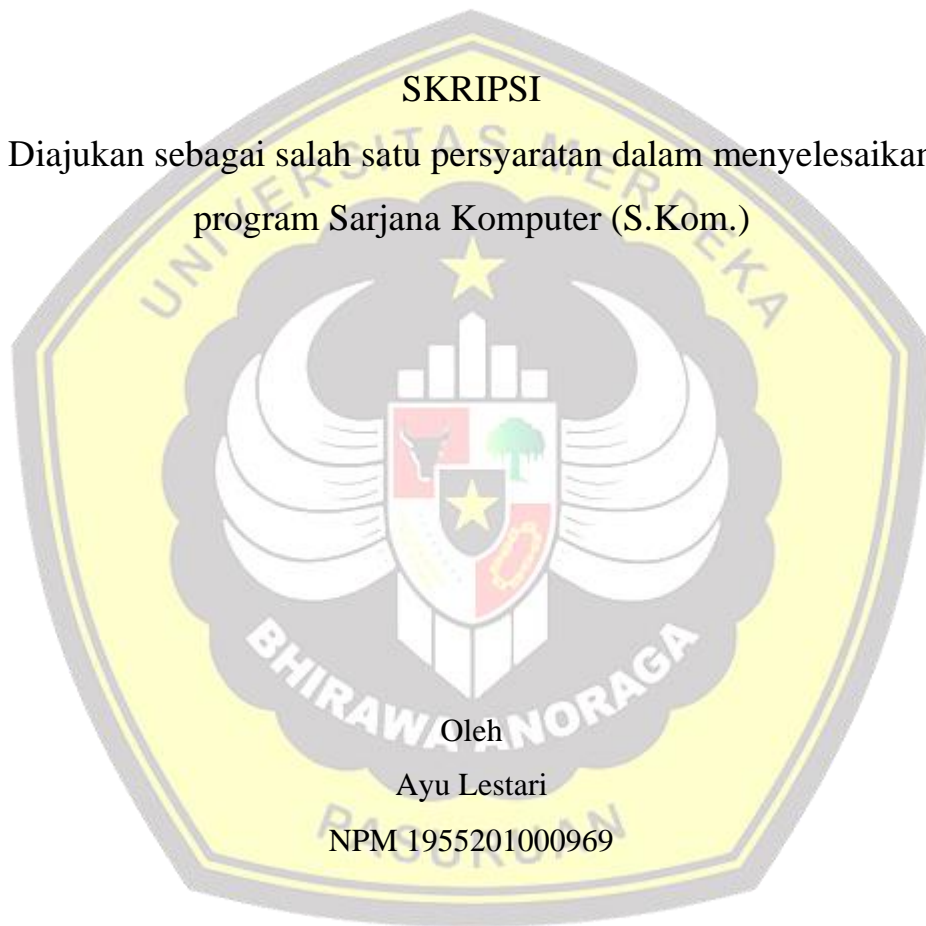 SKRIPSI
Diajukan sebagai salah satu persyaratan dalam menyelesaikan
program Sarjana Komputer (S.Kom.)
UNIVERSITAS MERDEKA
BHIRAWA ANORAGA
Oleh
Ayu Lestari
NPM 1955201000969
PASURUAN